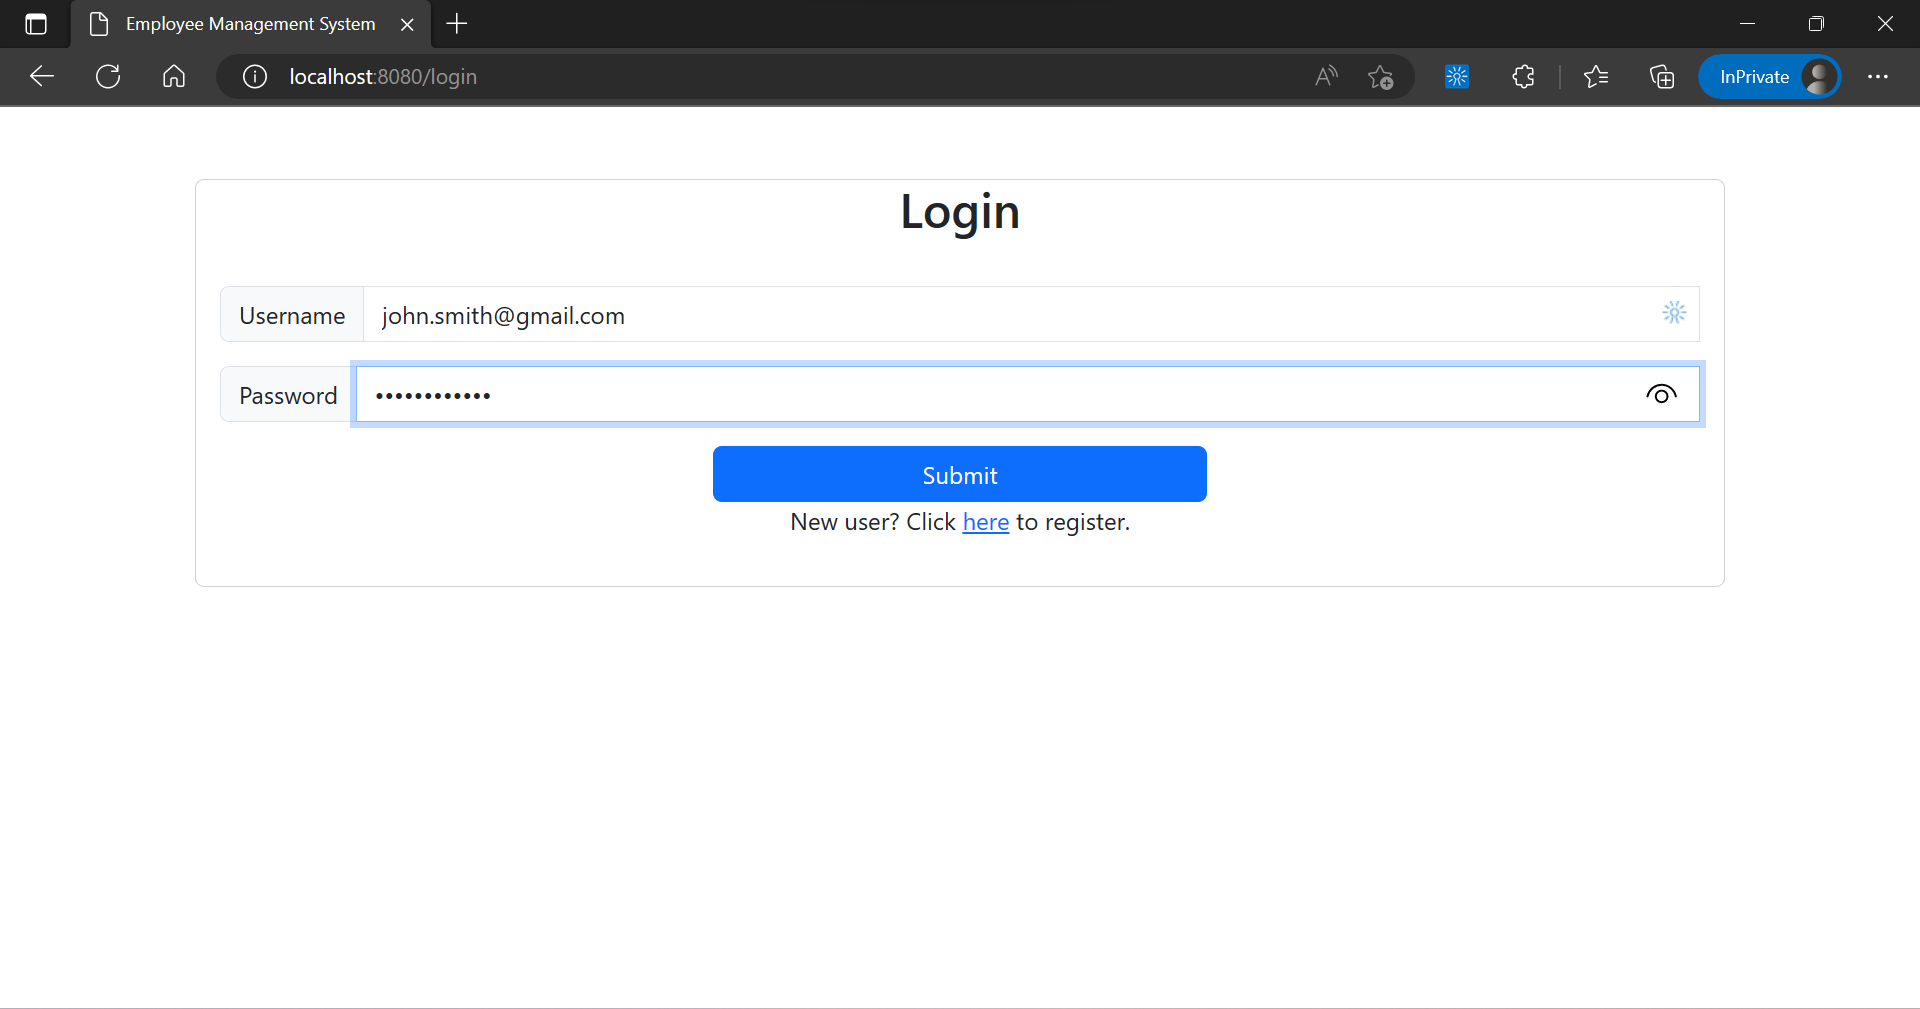 Employee Management System
localhost:8080/login
InPrivate
Login
Username john.smith@gmail.com
Password ••••••••••••
Submit
New user? Click here to register.